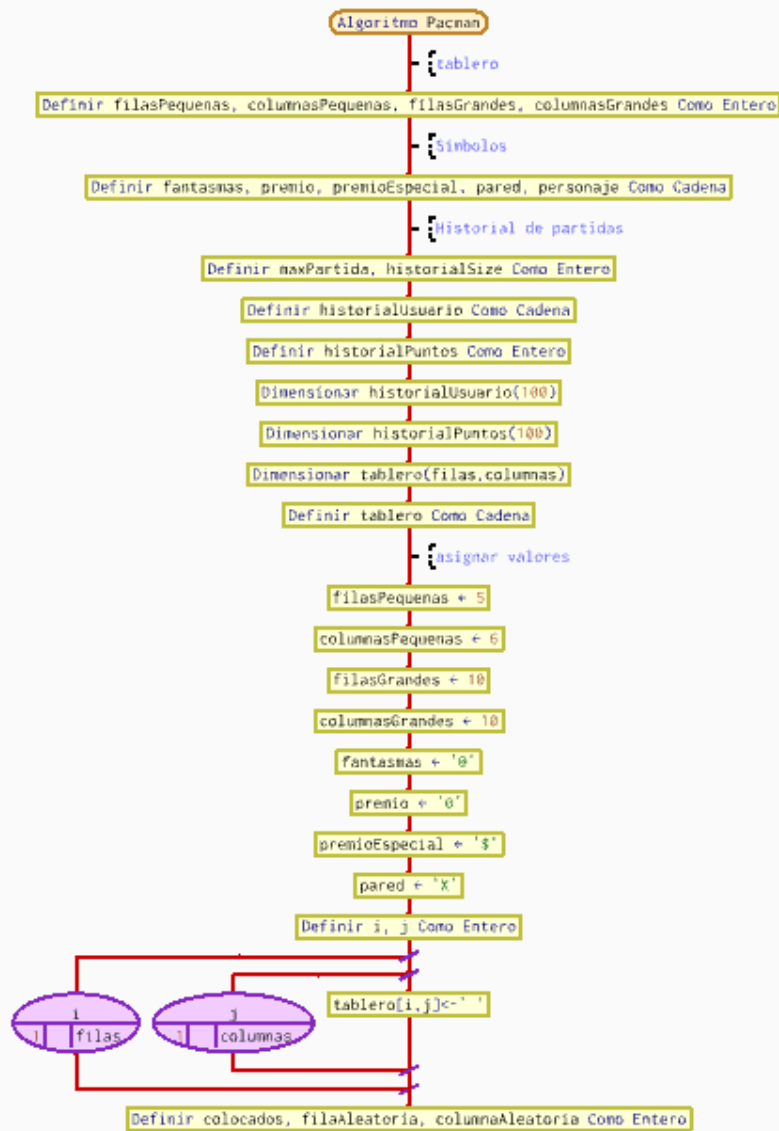 Algoritmo Pacman
tablero
Definir filasPequenas, columnasPequenas, filasGrandes, columnasGrandes Como Entero
Símbolos
Definir fantasmas, premio, premioEspecial, pared, personaje Como Cadena
Historial de partidas
Definir maxPartida, historialSize Como Entero
Definir historialUsuario Como Cadena
Definir historialPuntos Como Entero
Dimensionar historialUsuario(100)
Dimensionar historialPuntos(100)
Dimensionar tablero(filas,columnas)
Definir tablero Como Cadena
asignar valores
filasPequenas ← 5
columnasPequenas ← 6
filasGrandes ← 10
columnasGrandes ← 10
fantasmas ← '@'
premio ← '0'
premioEspecial ← '$'
pared ← 'X'
Definir i, j Como Entero
i
1 filas
j
1 columnas
tablero[i,j]<-' '
Definir colocados, filaAleatoria, columnaAleatoria Como Entero